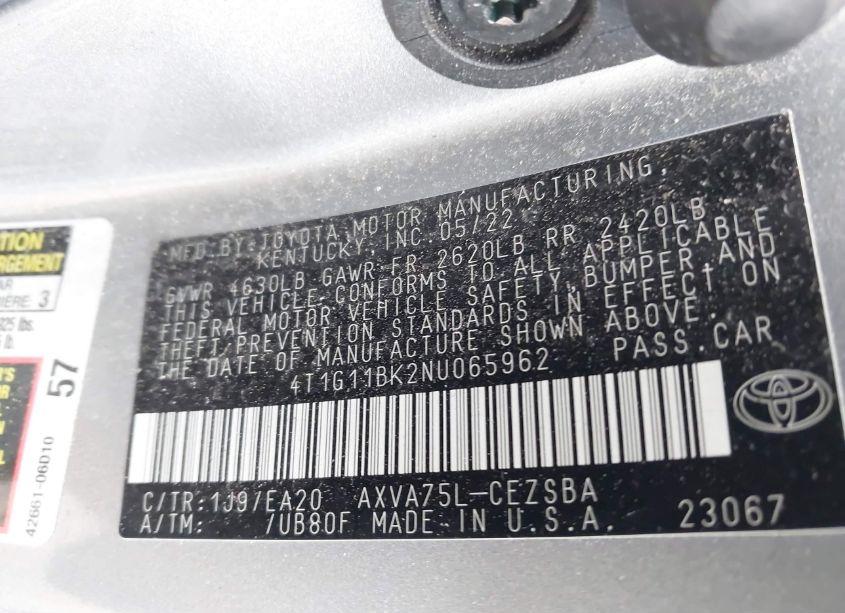 MFD.BY:TOYOTA MOTOR MANUFACTURING,
KENTUCKY, INC. 05/22
GVWR 4630LB GAWR FR 2620LB RR 2420LB
THIS VEHICLE CONFORMS TO ALL APPLICABLE
FEDERAL MOTOR VEHICLE SAFETY, BUMPER AND
THEFT PREVENTION STANDARDS IN EFFECT ON
THE DATE OF MANUFACTURE SHOWN ABOVE.
4T1G11BK2NU065962 PASS.CAR
C/TR:1J9/EA20 AXVA75L-CEZSBA
A/TM: /UB80F MADE IN U.S.A. 23067
57
42661-06D10